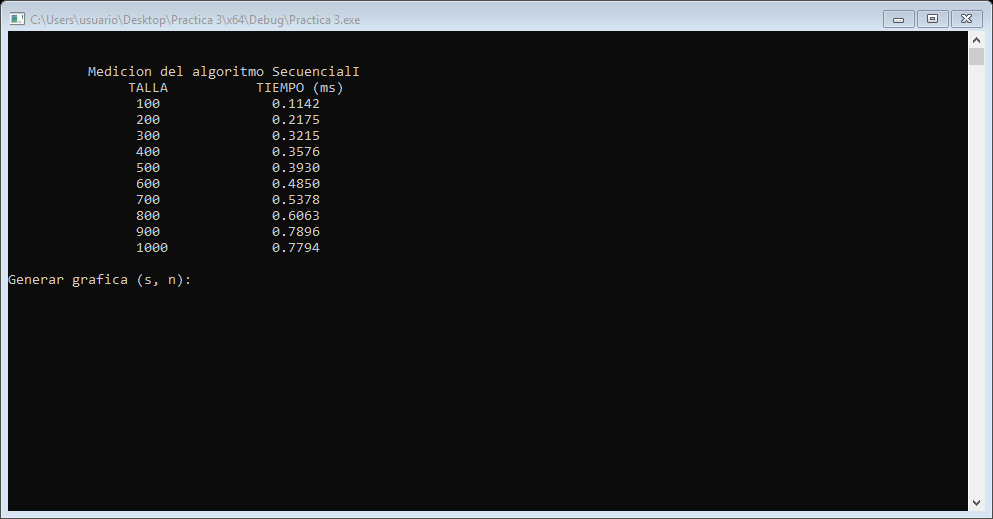 C:\Users\usuario\Desktop\Practica 3\x64\Debug\Practica 3.exe
Medicion del algoritmo SecuencialI
TALLA TIEMPO (ms)
100 0.1142
200 0.2175
300 0.3215
400 0.3576
500 0.3930
600 0.4850
700 0.5378
800 0.6063
900 0.7896
1000 0.7794
Generar grafica (s, n):